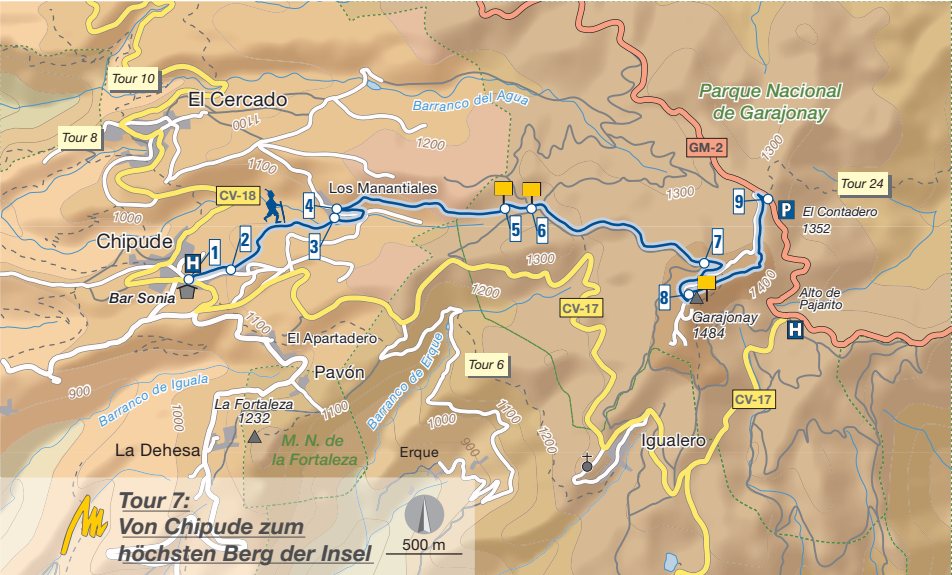 Tour 10
El Cercado
Barranco del Agua
Parque Nacional
de Garajonay
Tour 8
1100
1200
GM-2
1300
1100
Los Manantiales
CV-18
1300
Tour 24
1000
4
9
P
El Contadero
1352
Chipude
H
1
2
3
5
6
7
Bar Sonia
1300
1200
8
1400
CV-17
Garajonay
1484
Alto de
Pajarito
H
1100
El Apartadero
Barranco de Erque
Tour 6
Pavón
900
Barranco de Iguala
1000
La Fortaleza
1232
1100
1000
1100
CV-17
La Dehesa
M. N. de
la Fortaleza
Erque
900
1200
Igualero
Tour 7:
Von Chipude zum
höchsten Berg der Insel
500 m